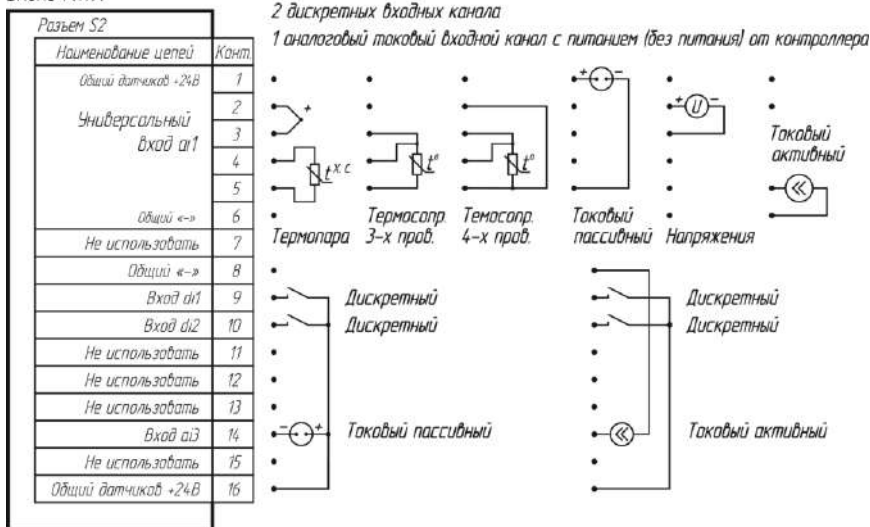 2 дискретных входных канала
1 аналоговый токовый входной канал с питанием (без питания) от контроллера
Разъем S2
Наименование цепей Конт.
Общий датчиков +24В 1
2
Универсальный
вход ai1
3
4
5
Общий «-» 6
Не использовать 7
Общий «-» 8
Вход di1 9
Вход di2 10
Не использовать 11
Не использовать 12
Не использовать 13
Вход ai3 14
Не использовать 15
Общий датчиков +24В 16
+
t х.с
Термопара
t°
Термосопр.
3-х пров.
t°
Темосопр.
4-х пров.
+ -
Токовый
пассивный
+ U -
Напряжения
Токовый
активный
Дискретный
Дискретный
- +
Токовый пассивный
Дискретный
Дискретный
Токовый активный